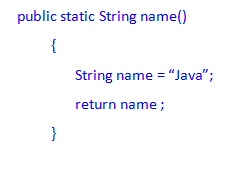 public static String name()
{
String name = “Java”;
return name ;
}